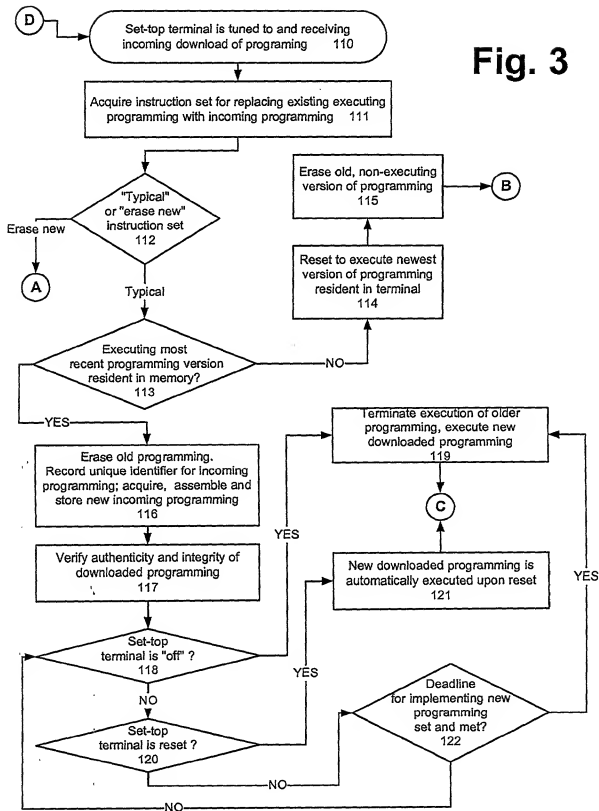 D
Set-top terminal is tuned to and receiving
incoming download of programing 110
Fig. 3
Acquire instruction set for replacing existing executing
programming with incoming programming 111
"Typical"
or "erase new"
instruction set
112
Erase new
A
Typical
Erase old, non-executing
version of programming
115
B
Reset to execute newest
version of programming
resident in terminal
114
Executing most
recent programming version
resident in memory?
113
NO
YES
Erase old programming.
Record unique identifier for incoming
programming; acquire, assemble and
store new incoming programming
116
Verify authenticity and integrity of
downloaded programming
117
Terminate execution of older
programming, execute new
downloaded programming
119
C
YES
New downloaded programming is
automatically executed upon reset
121
YES
Set-top
terminal is "off" ?
118
YES
NO
Set-top
terminal is reset ?
120
Deadline
for implementing new
programming
set and met?
122
NO
NO